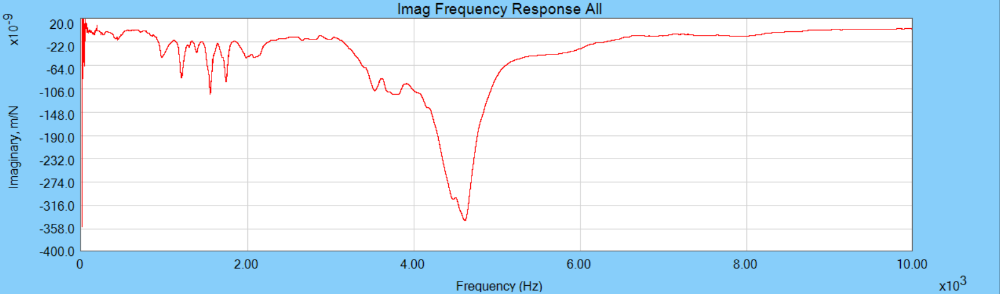 Imag Frequency Response All
x10-9
20.0
-22.0
-64.0
-106.0
-148.0
-190.0
-232.0
-274.0
-316.0
-358.0
-400.0
Imaginary, m/N
0 2.00 4.00 6.00 8.00 10.00
Frequency (Hz)
x103